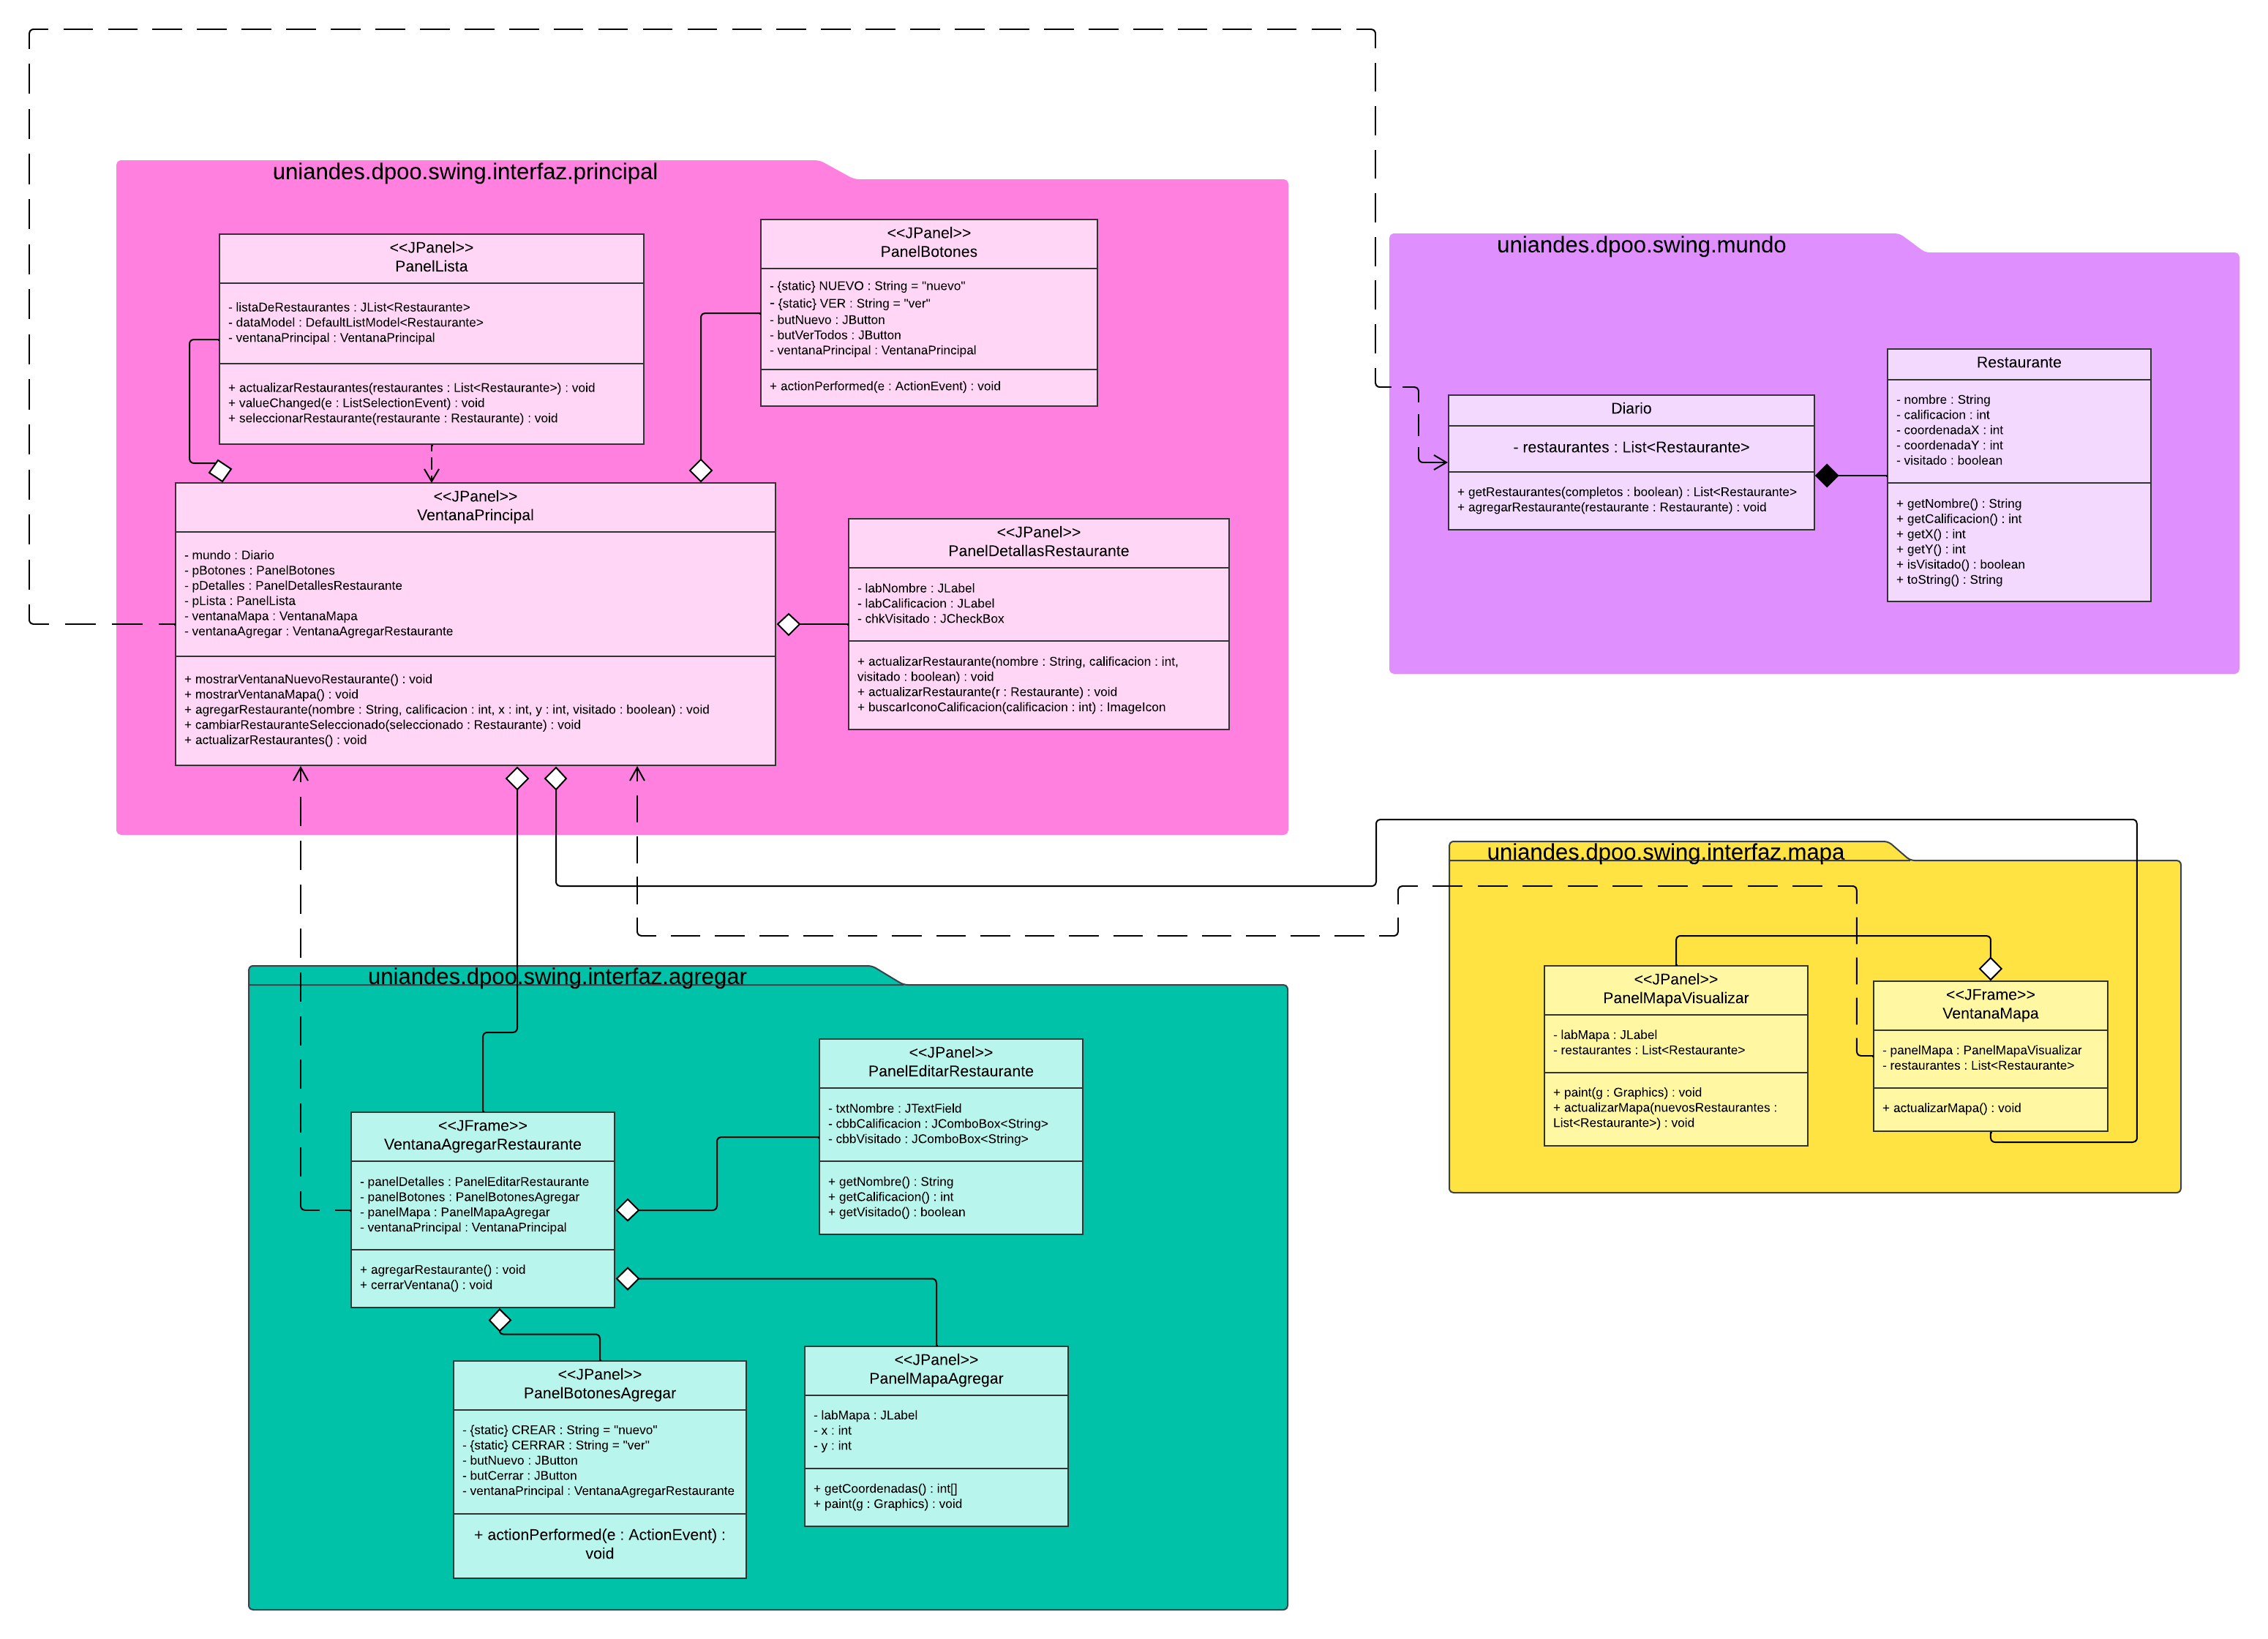 uniandes.dpoo.swing.interfaz.principal
<<JPanel>>
PanelLista
- listaDeRestaurantes : JList<Restaurante>
- dataModel : DefaultListModel<Restaurante>
- ventanaPrincipal : VentanaPrincipal
+ actualizarRestaurantes(restaurantes : List<Restaurante>) : void
+ valueChanged(e : ListSelectionEvent) : void
+ seleccionarRestaurante(restaurante : Restaurante) : void
<<JPanel>>
PanelBotones
- {static} NUEVO : String = "nuevo"
- {static} VER : String = "ver"
- butNuevo : JButton
- butVerTodos : JButton
- ventanaPrincipal : VentanaPrincipal
+ actionPerformed(e : ActionEvent) : void
<<JPanel>>
VentanaPrincipal
- mundo : Diario
- pBotones : PanelBotones
- pDetalles : PanelDetallesRestaurante
- pLista : PanelLista
- ventanaMapa : VentanaMapa
- ventanaAgregar : VentanaAgregarRestaurante
+ mostrarVentanaNuevoRestaurante() : void
+ mostrarVentanaMapa() : void
+ agregarRestaurante(nombre : String, calificacion : int, x : int, y : int, visitado : boolean) : void
+ cambiarRestauranteSeleccionado(seleccionado : Restaurante) : void
+ actualizarRestaurantes() : void
<<JPanel>>
PanelDetallasRestaurante
- labNombre : JLabel
- labCalificacion : JLabel
- chkVisitado : JCheckBox
+ actualizarRestaurante(nombre : String, calificacion : int,
visitado : boolean) : void
+ actualizarRestaurante(r : Restaurante) : void
+ buscarIconoCalificacion(calificacion : int) : ImageIcon
uniandes.dpoo.swing.mundo
Diario
- restaurantes : List<Restaurante>
+ getRestaurantes(completos : boolean) : List<Restaurante>
+ agregarRestaurante(restaurante : Restaurante) : void
Restaurante
- nombre : String
- calificacion : int
- coordenadaX : int
- coordenadaY : int
- visitado : boolean
+ getNombre() : String
+ getCalificacion() : int
+ getX() : int
+ getY() : int
+ isVisitado() : boolean
+ toString() : String
uniandes.dpoo.swing.interfaz.mapa
<<JPanel>>
PanelMapaVisualizar
- labMapa : JLabel
- restaurantes : List<Restaurante>
+ paint(g : Graphics) : void
+ actualizarMapa(nuevosRestaurantes :
List<Restaurante>) : void
<<JFrame>>
VentanaMapa
- panelMapa : PanelMapaVisualizar
- restaurantes : List<Restaurante>
+ actualizarMapa() : void
uniandes.dpoo.swing.interfaz.agregar
<<JFrame>>
VentanaAgregarRestaurante
- panelDetalles : PanelEditarRestaurante
- panelBotones : PanelBotonesAgregar
- panelMapa : PanelMapaAgregar
- ventanaPrincipal : VentanaPrincipal
+ agregarRestaurante() : void
+ cerrarVentana() : void
<<JPanel>>
PanelEditarRestaurante
- txtNombre : JTextField
- cbbCalificacion : JComboBox<String>
- cbbVisitado : JComboBox<String>
+ getNombre() : String
+ getCalificacion() : int
+ getVisitado() : boolean
<<JPanel>>
PanelBotonesAgregar
- {static} CREAR : String = "nuevo"
- {static} CERRAR : String = "ver"
- butNuevo : JButton
- butCerrar : JButton
- ventanaPrincipal : VentanaAgregarRestaurante
+ actionPerformed(e : ActionEvent) :
void
<<JPanel>>
PanelMapaAgregar
- labMapa : JLabel
- x : int
- y : int
+ getCoordenadas() : int[]
+ paint(g : Graphics) : void